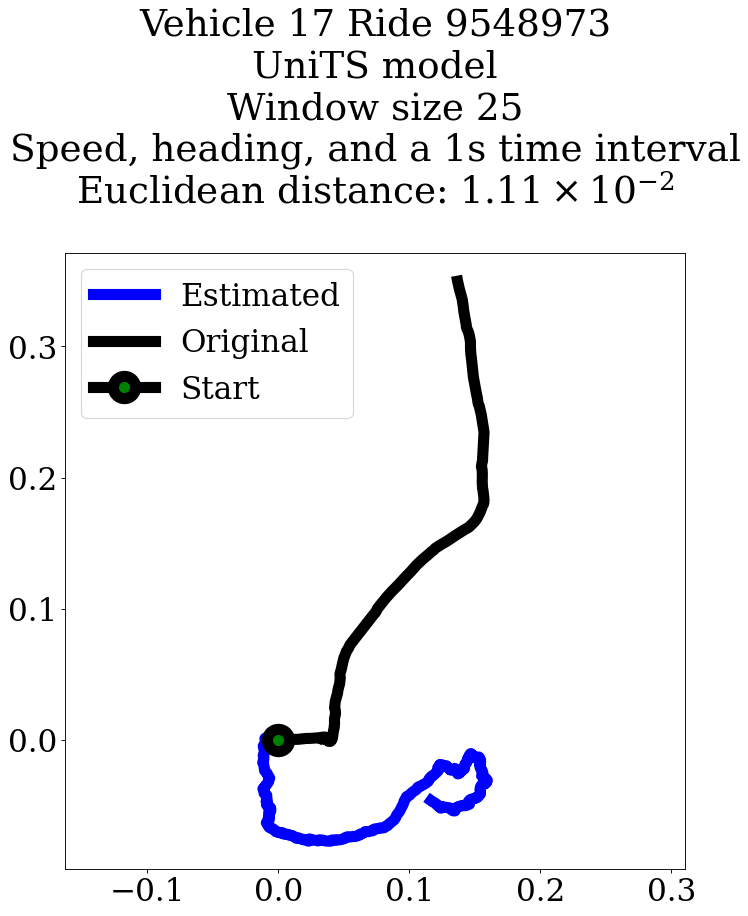 Vehicle 17 Ride 9548973
UniTS model
Window size 25
Speed, heading, and a 1s time interval
Euclidean distance: 1.11 × 10⁻²
Estimated
Original
Start
0.3
0.2
0.1
0.0
−0.1 0.0 0.1 0.2 0.3